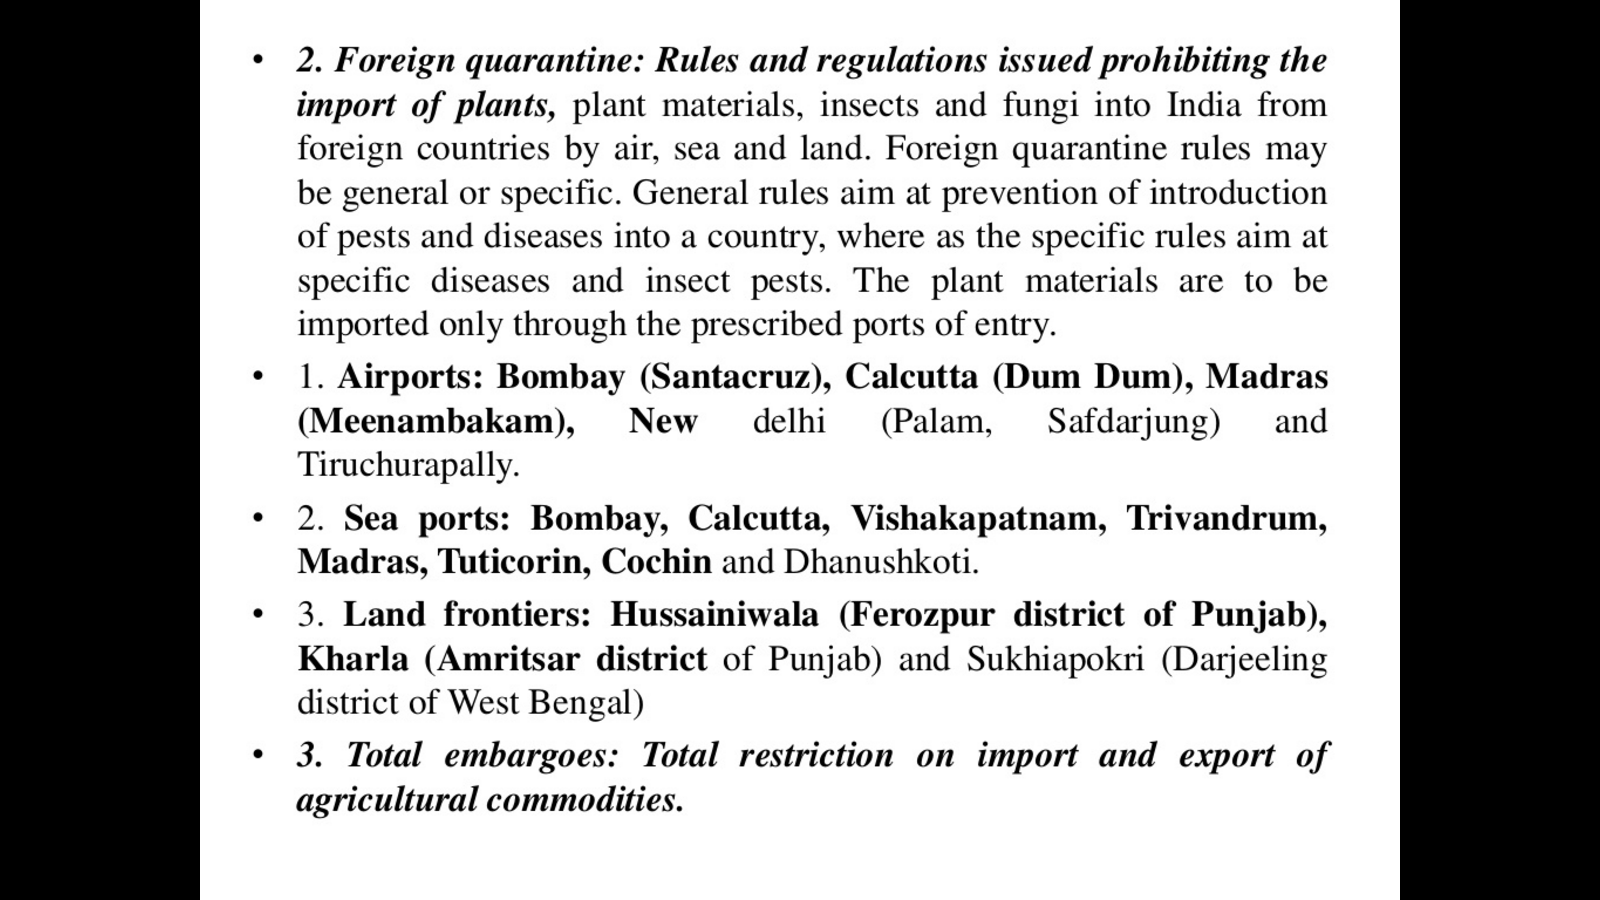 • 2. Foreign quarantine: Rules and regulations issued prohibiting the
import of plants, plant materials, insects and fungi into India from
foreign countries by air, sea and land. Foreign quarantine rules may
be general or specific. General rules aim at prevention of introduction
of pests and diseases into a country, where as the specific rules aim at
specific diseases and insect pests. The plant materials are to be
imported only through the prescribed ports of entry.
• 1. Airports: Bombay (Santacruz), Calcutta (Dum Dum), Madras
(Meenambakam), New delhi (Palam, Safdarjung) and
Tiruchurapally.
• 2. Sea ports: Bombay, Calcutta, Vishakapatnam, Trivandrum,
Madras, Tuticorin, Cochin and Dhanushkoti.
• 3. Land frontiers: Hussainiwala (Ferozpur district of Punjab),
Kharla (Amritsar district of Punjab) and Sukhiapokri (Darjeeling
district of West Bengal)
• 3. Total embargoes: Total restriction on import and export of
agricultural commodities.